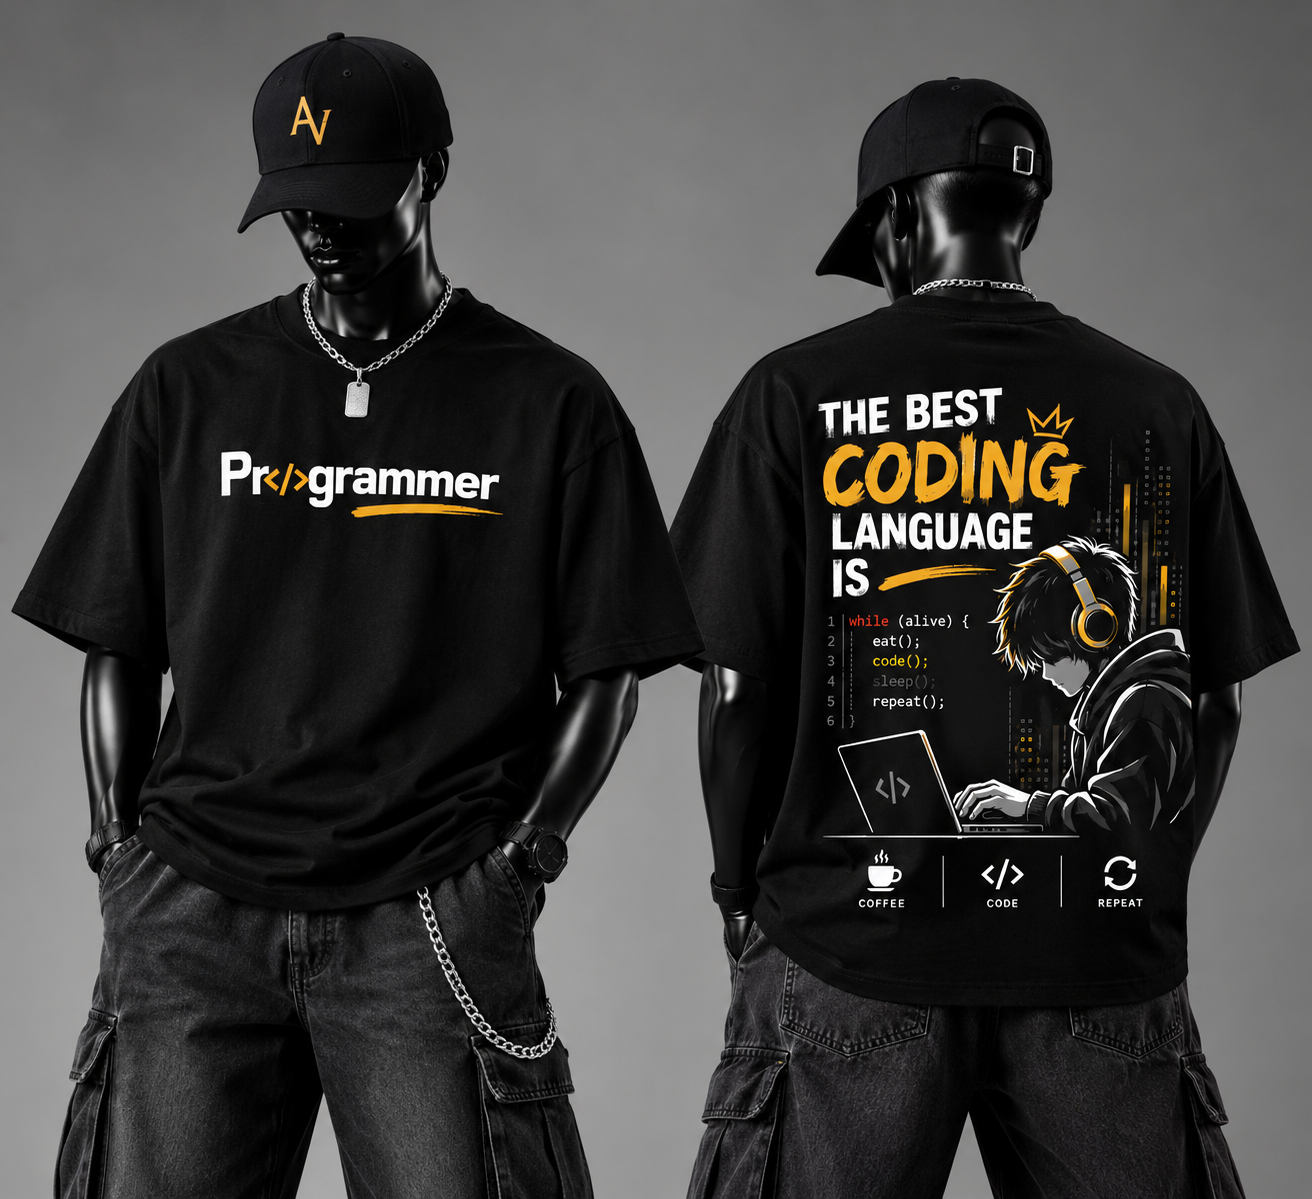 AV
Pr</>grammer
THE BEST
CODING
LANGUAGE
IS
1 while (alive) {
2 eat();
3 code();
4 sleep();
5 repeat();
6 }
</>
COFFEE
</>
CODE
REPEAT